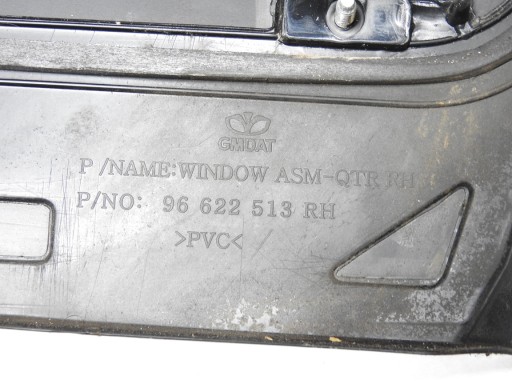 GMDAT
P/NAME:WINDOW ASM-QTR RH
P/NO: 96 622 513 RH
>PVC<